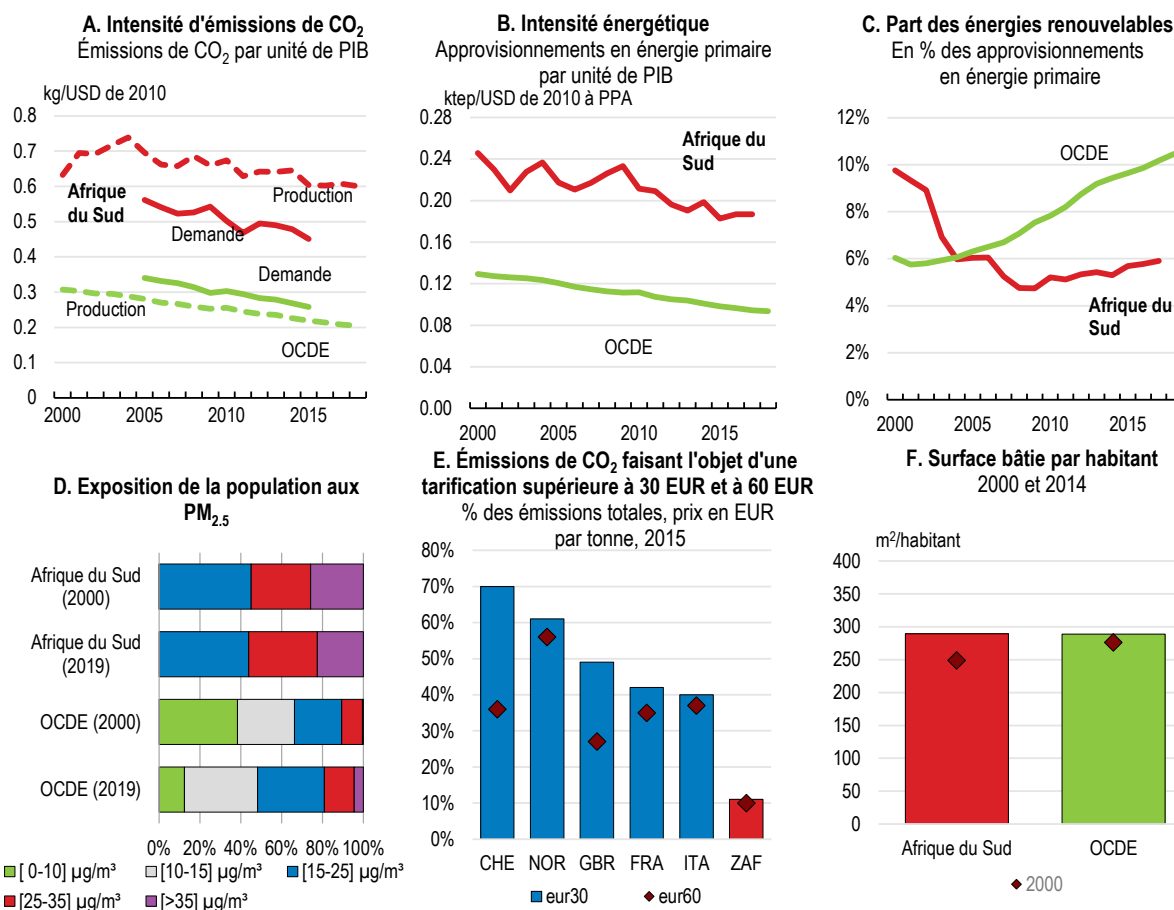 A. Intensité d'émissions de CO₂
Émissions de CO₂ par unité de PIB
kg/USD de 2010
0.8
0.7
0.6
0.5
0.4
0.3
0.2
0.1
0
2000
2005
2010
2015
Afrique
du Sud
Production
Demande
Demande
Production
OCDE
B. Intensité énergétique
Approvisionnements en énergie primaire
par unité de PIB
ktep/USD de 2010 à PPA
0.28
0.24
0.20
0.16
0.12
0.08
0.04
0.00
2000
2005
2010
2015
Afrique du
Sud
OCDE
C. Part des énergies renouvelables
En % des approvisionnements
en énergie primaire
12%
10%
8%
6%
4%
2%
0%
2000
2005
2010
2015
OCDE
Afrique du
Sud
D. Exposition de la population aux
PM₂.₅
Afrique du Sud
(2000)
Afrique du Sud
(2019)
OCDE (2000)
OCDE (2019)
0%
20%
40%
60%
80%
100%
[ 0-10] µg/m³
[10-15] µg/m³
[15-25] µg/m³
[25-35] µg/m³
[>35] µg/m³
E. Émissions de CO₂ faisant l'objet d'une
tarification supérieure à 30 EUR et à 60 EUR
% des émissions totales, prix en EUR
par tonne, 2015
80%
70%
60%
50%
40%
30%
20%
10%
0%
CHE
NOR
GBR
FRA
ITA
ZAF
eur30
eur60
F. Surface bâtie par habitant
2000 et 2014
m²/habitant
400
350
300
250
200
150
100
50
0
Afrique du Sud
OCDE
2000